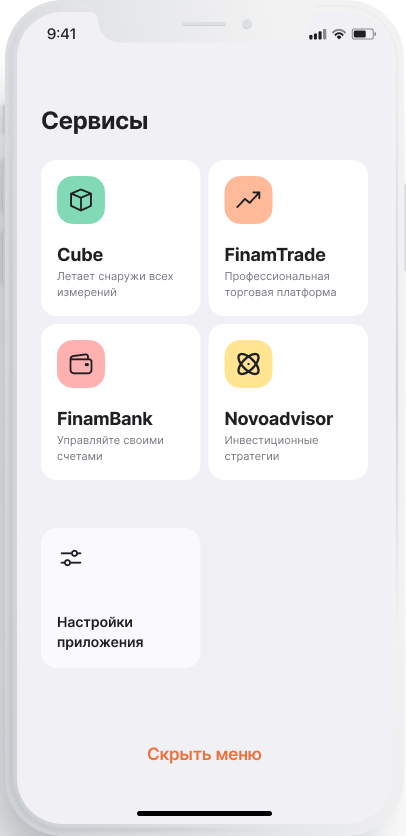 9:41
Сервисы
Cube
Летает снаружи всех
измерений
FinamTrade
Профессиональная
торговая платформа
FinamBank
Управляйте своими
счетами
Novoadvisor
Инвестиционные
стратегии
Настройки
приложения
Скрыть меню